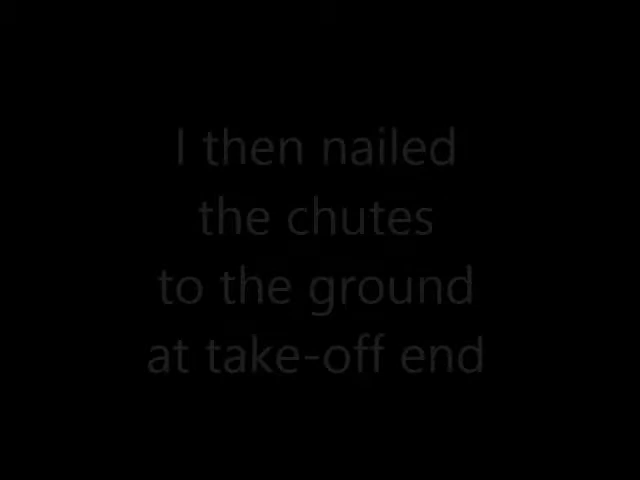 I then nailed
the chutes
to the ground
at take-off end